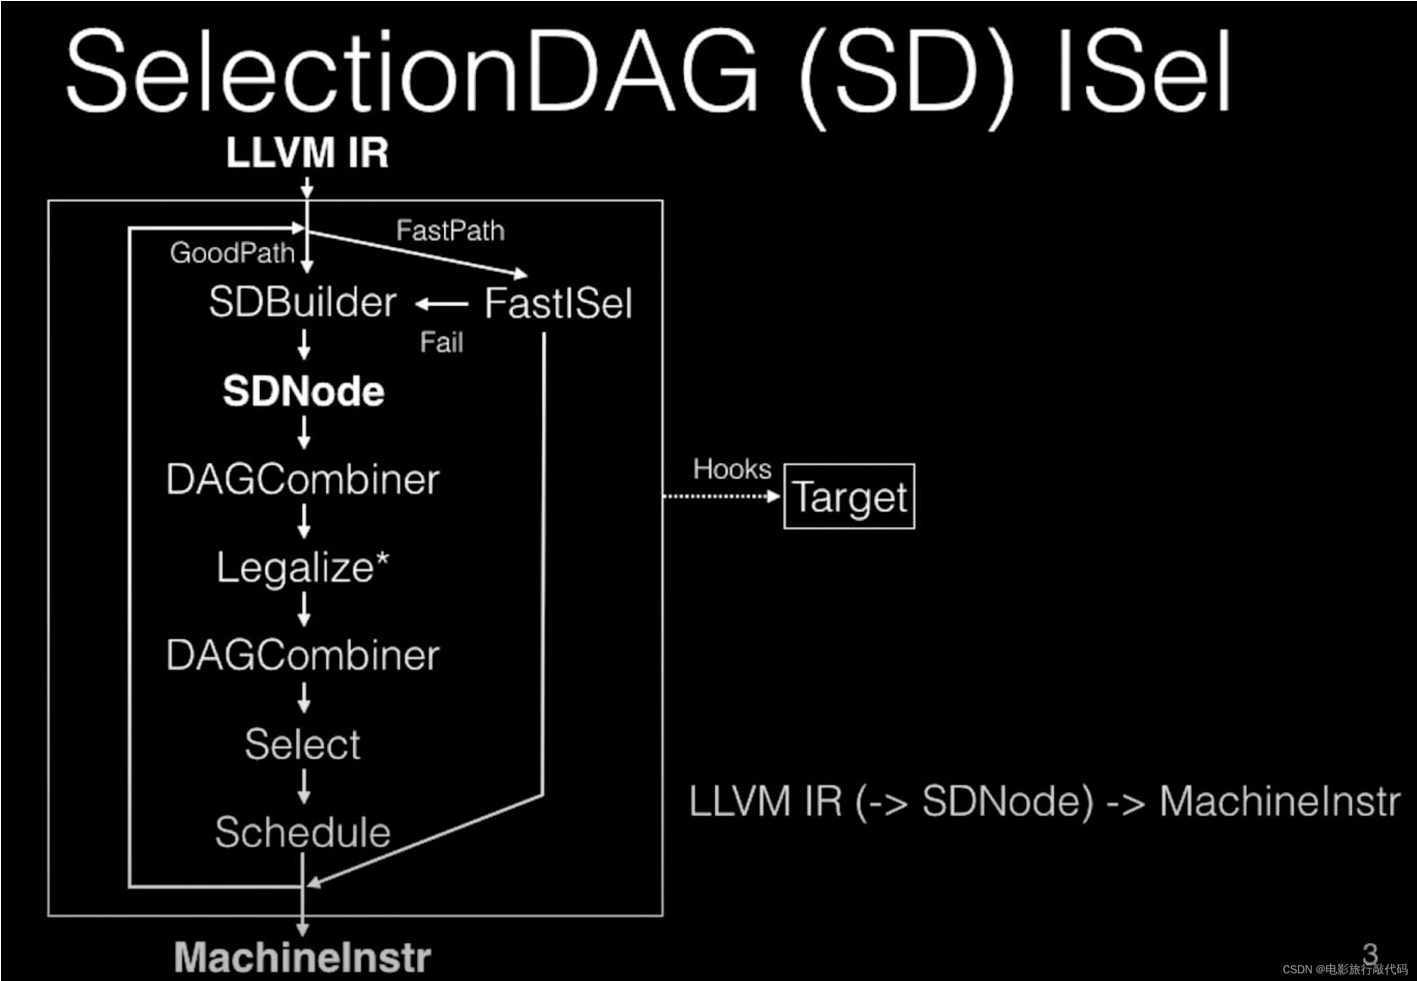 SelectionDAG (SD) ISel
LLVM IR
FastPath
GoodPath
SDBuilder
FastISel
Fail
SDNode
DAGCombiner
Hooks
Target
Legalize*
DAGCombiner
Select
LLVM IR (-> SDNode) -> MachineInstr
Schedule
MachineInstr
3
CSDN @电影旅行敲代码